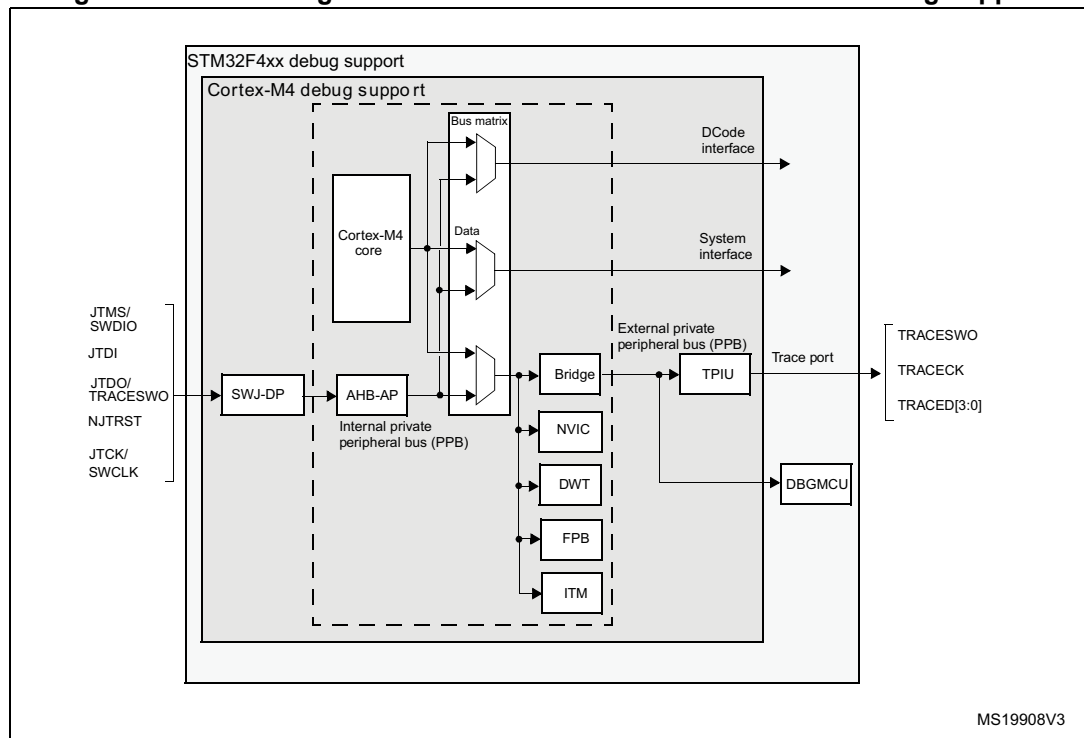 STM32F4xx debug support
Cortex-M4 debug support
Bus matrix
DCode
interface
Cortex-M4
core
Data
System
interface
JTMS/
SWDIO
JTDI
JTDO/
TRACESWO
NJTRST
JTCK/
SWCLK
SWJ-DP
AHB-AP
Internal private
peripheral bus (PPB)
External private
peripheral bus (PPB)
Bridge
NVIC
DWT
FPB
ITM
TPIU
Trace port
DBGMCU
TRACESWO
TRACECK
TRACED[3:0]
MS19908V3